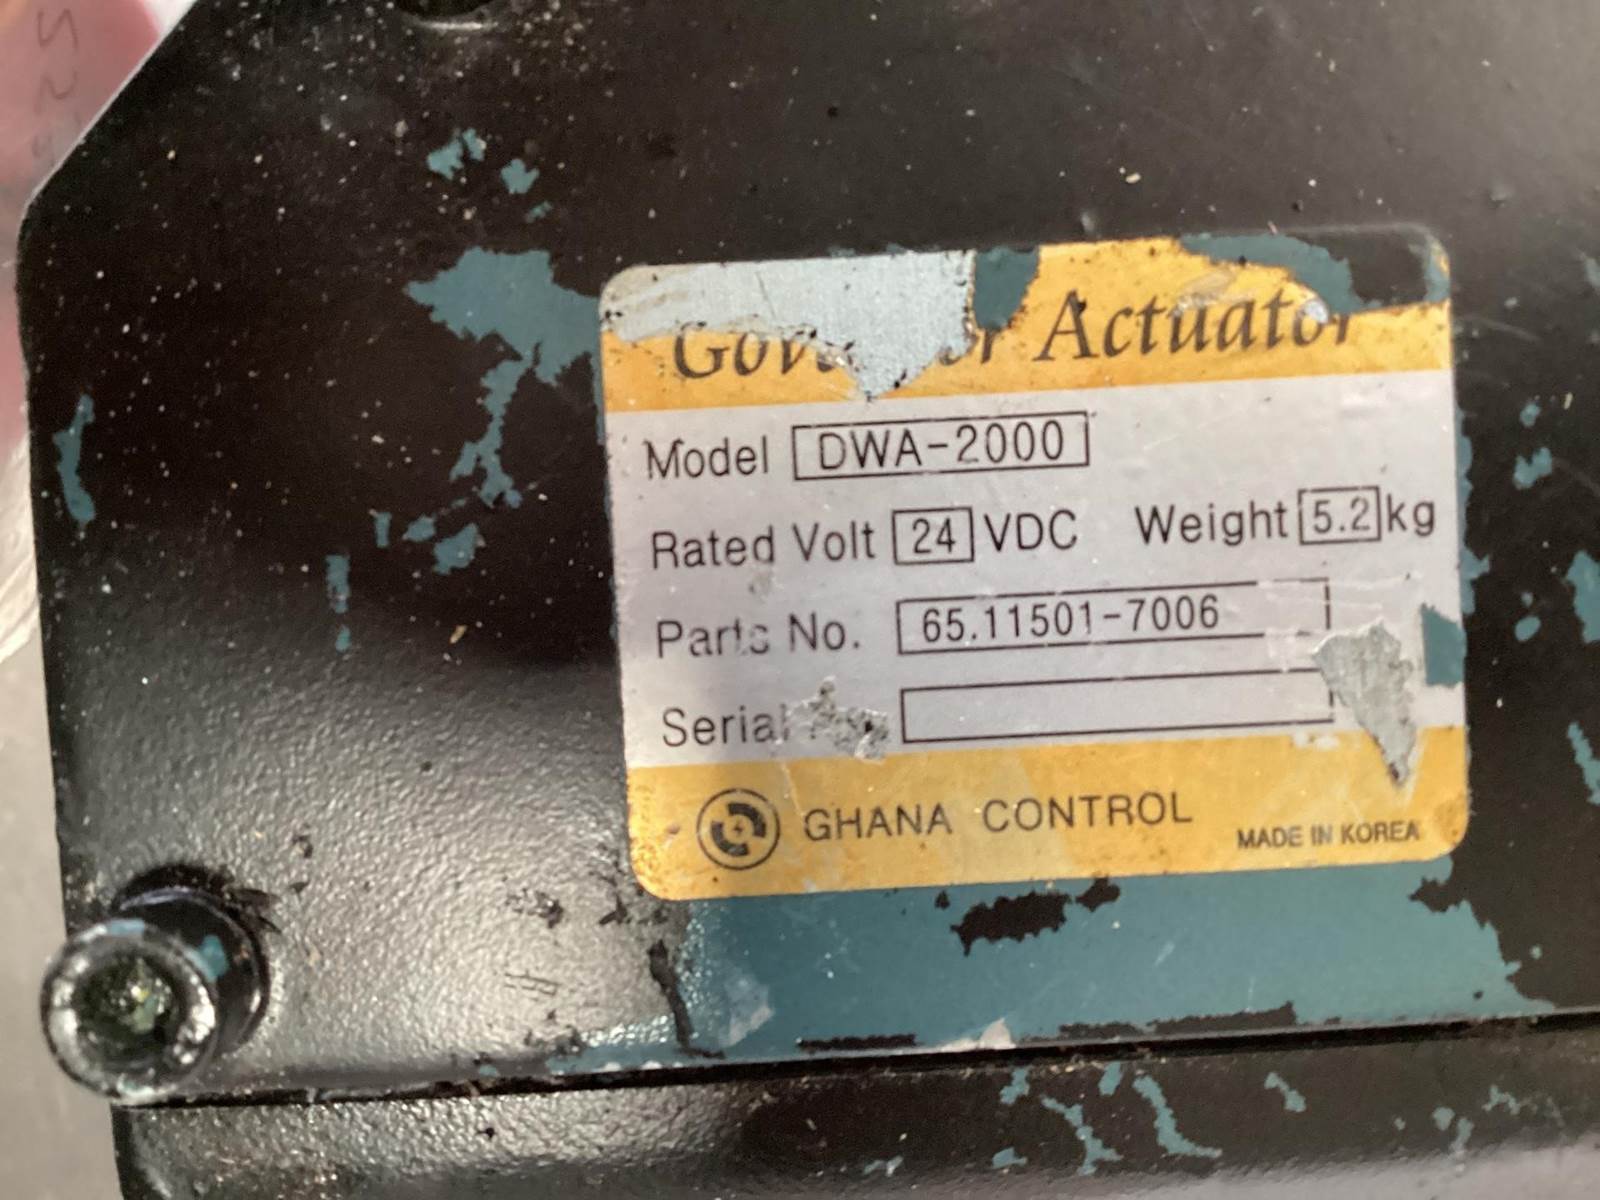 Governor Actuator
Model DWA-2000
Rated Volt 24 VDC Weight 5.2 kg
Parts No. 65.11501-7006
Serial
GHANA CONTROL
MADE IN KOREA